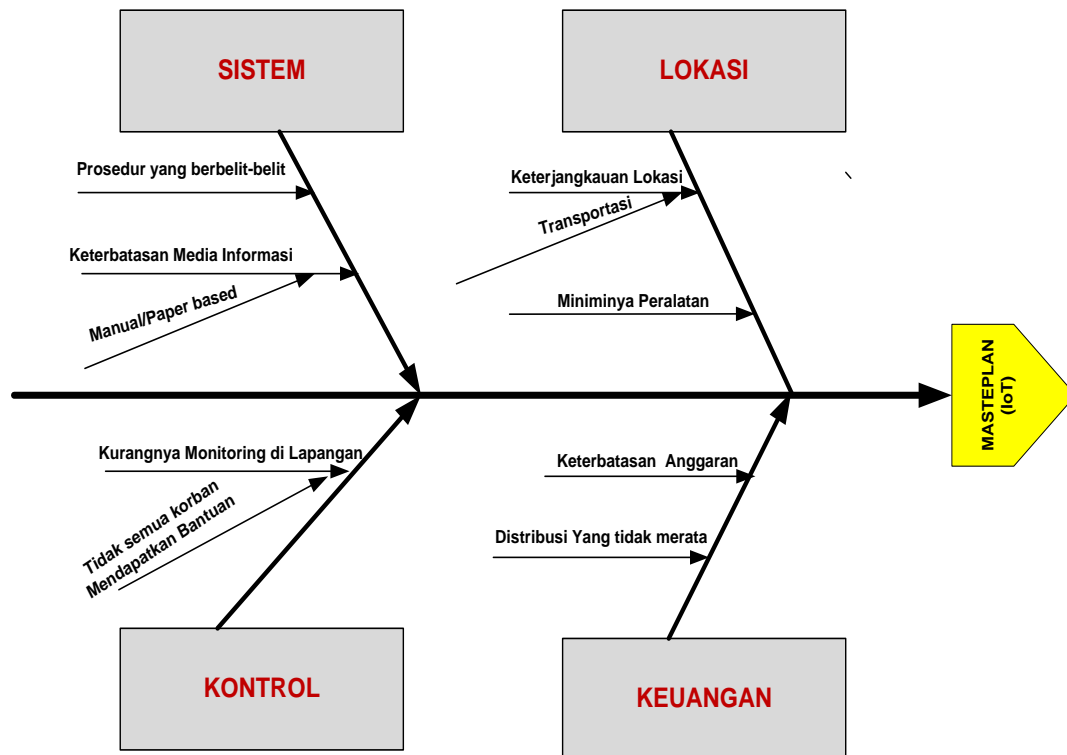 SISTEM
LOKASI
Prosedur yang berbelit-belit
Keterjangkauan Lokasi
Transportasi
Keterbatasan Media Informasi
Manual/Paper based
Miniminya Peralatan
MASTEPLAN
(IoT)
Kurangnya Monitoring di Lapangan
Tidak semua korban
Mendapatkan Bantuan
Keterbatasan Anggaran
Distribusi Yang tidak merata
KONTROL
KEUANGAN